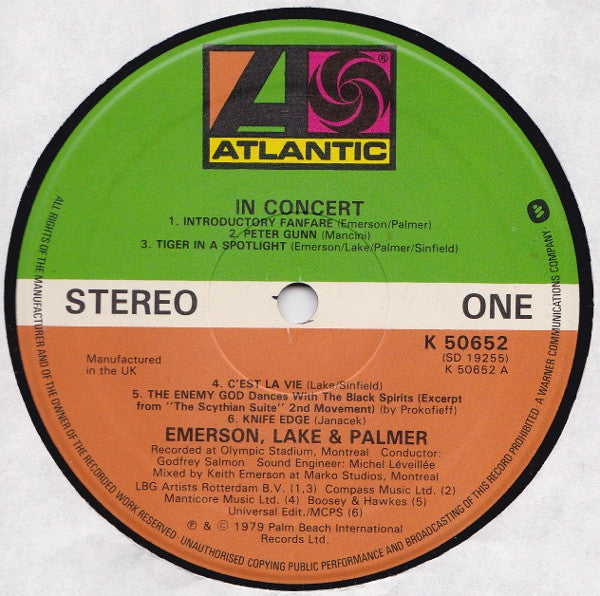 ATLANTIC
®
IN CONCERT
1. INTRODUCTORY FANFARE (Emerson/Palmer)
2. PETER GUNN (Mancini)
3. TIGER IN A SPOTLIGHT (Emerson/Lake/Palmer/Sinfield)
STEREO
ONE
K 50652
(SD 19255)
K 50652 A
Manufactured
in the UK
4. C'EST LA VIE (Lake/Sinfield)
5. THE ENEMY GOD Dances With The Black Spirits (Excerpt
from "The Scythian Suite" 2nd Movement) (by Prokofieff)
6. KNIFE EDGE (Janacek)
EMERSON, LAKE & PALMER
Recorded at Olympic Stadium, Montreal Conductor:
Godfrey Salmon Sound Engineer: Michel Léveillée
Mixed by Keith Emerson at Marko Studios, Montreal
LBG Artists Rotterdam B.V. (1,3) Compass Music Ltd. (2)
Manticore Music Ltd. (4) Boosey & Hawkes (5)
Universal Edit./MCPS (6)
℗ & © 1979 Palm Beach International
Records Ltd.
ALL RIGHTS OF THE MANUFACTURER AND OF THE OWNER OF THE RECORDED WORK RESERVED · UNAUTHORISED COPYING PUBLIC PERFORMANCE AND BROADCASTING OF THIS RECORD PROHIBITED · A WARNER COMMUNICATIONS COMPANY ·